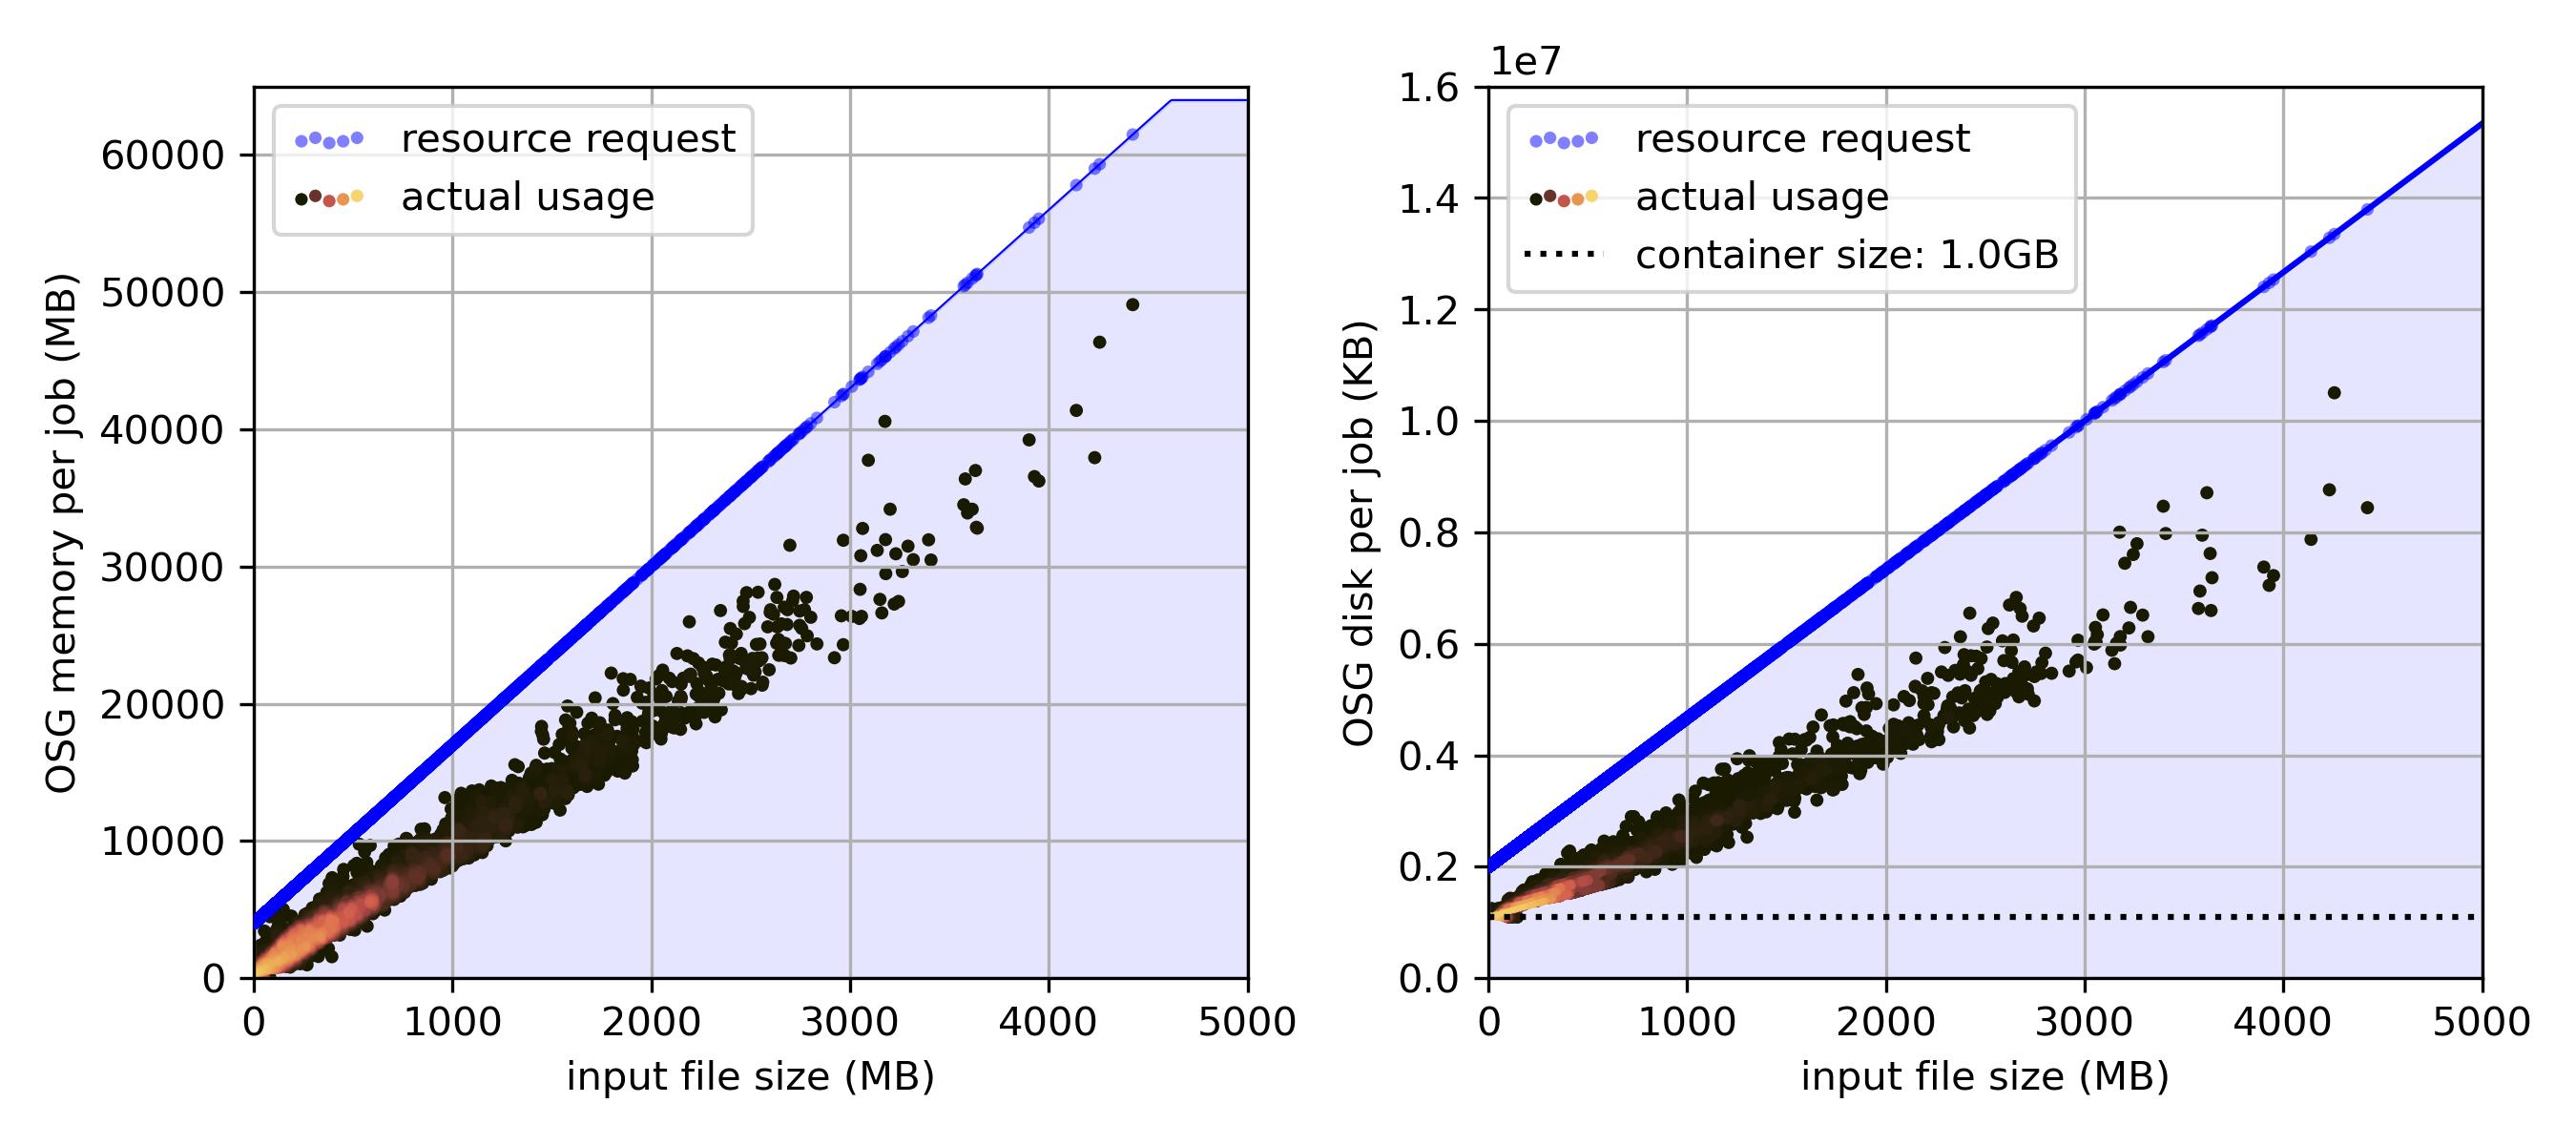 resource request
actual usage
60000
50000
40000
30000
20000
10000
0
OSG memory per job (MB)
0 1000 2000 3000 4000 5000
input file size (MB)
1e7
resource request
actual usage
container size: 1.0GB
1.6
1.4
1.2
1.0
0.8
0.6
0.4
0.2
0.0
OSG disk per job (KB)
0 1000 2000 3000 4000 5000
input file size (MB)